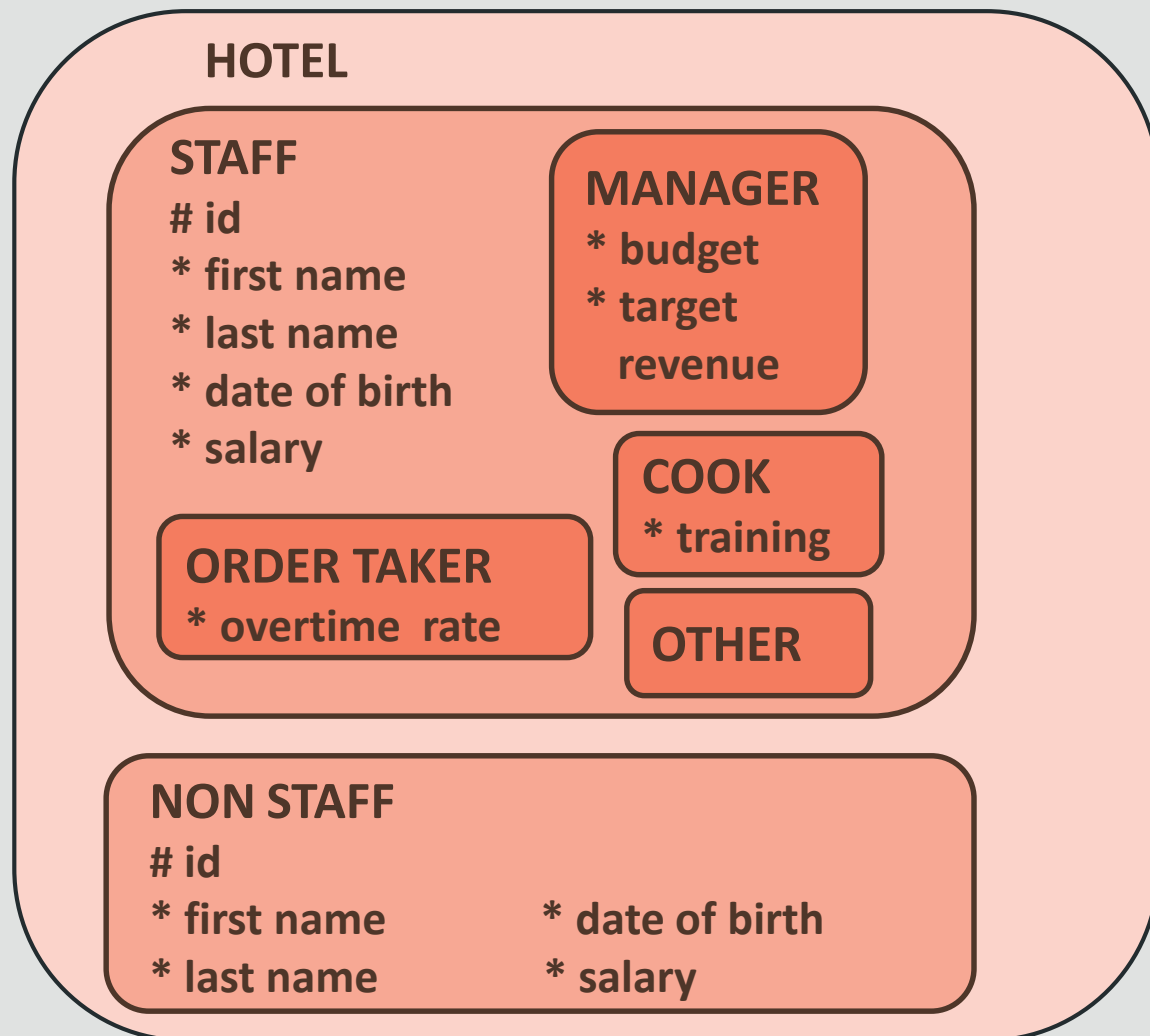 HOTEL
STAFF
# id
* first name
* last name
* date of birth
* salary
MANAGER
* budget
* target
revenue
COOK
* training
ORDER TAKER
* overtime rate
OTHER
NON STAFF
# id
* first name * date of birth
* last name * salary